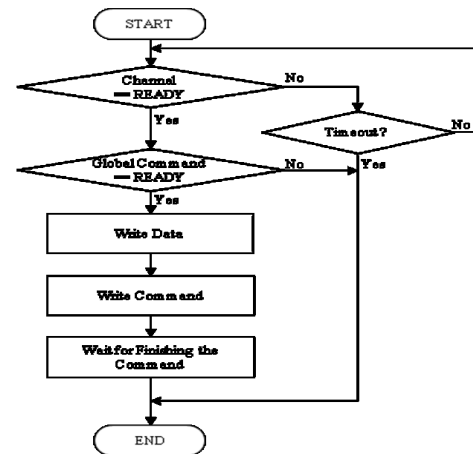 START
Channel
== READY
No
Yes
Timeout?
No
Yes
Global Command
== READY
No
Yes
Write Data
Write Command
Wait for Finishing the
Command
END